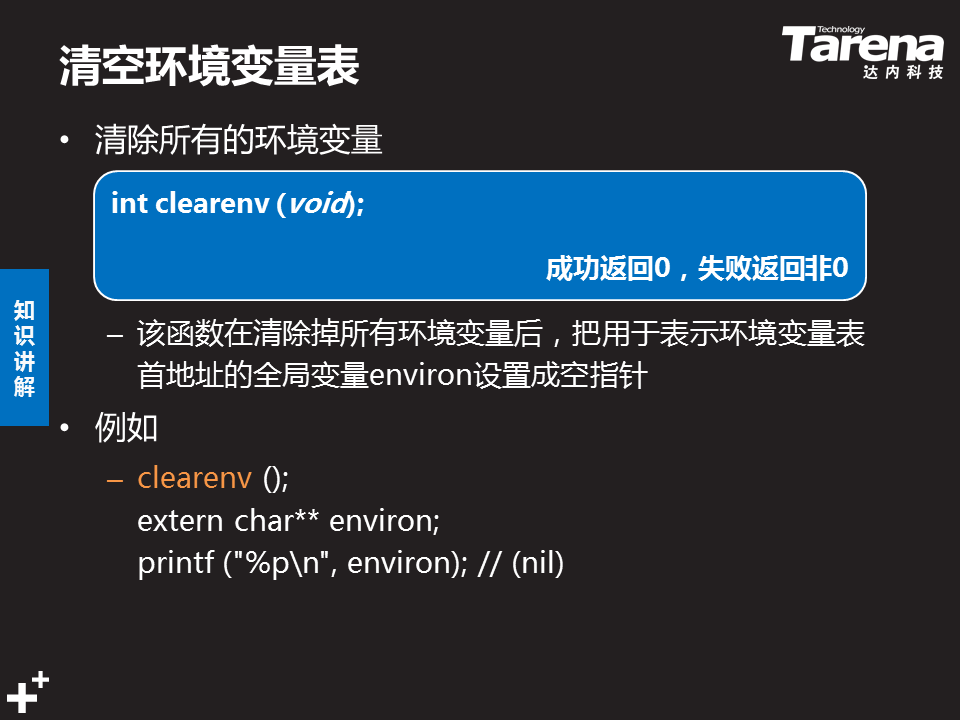 清空环境变量表
Technology
Tarena
达内科技
• 清除所有的环境变量
int clearenv (void);
成功返回0，失败返回非0
– 该函数在清除掉所有环境变量后，把用于表示环境变量表
首地址的全局变量environ设置成空指针
知识讲解
• 例如
– clearenv ();
extern char** environ;
printf ("%p\n", environ); // (nil)